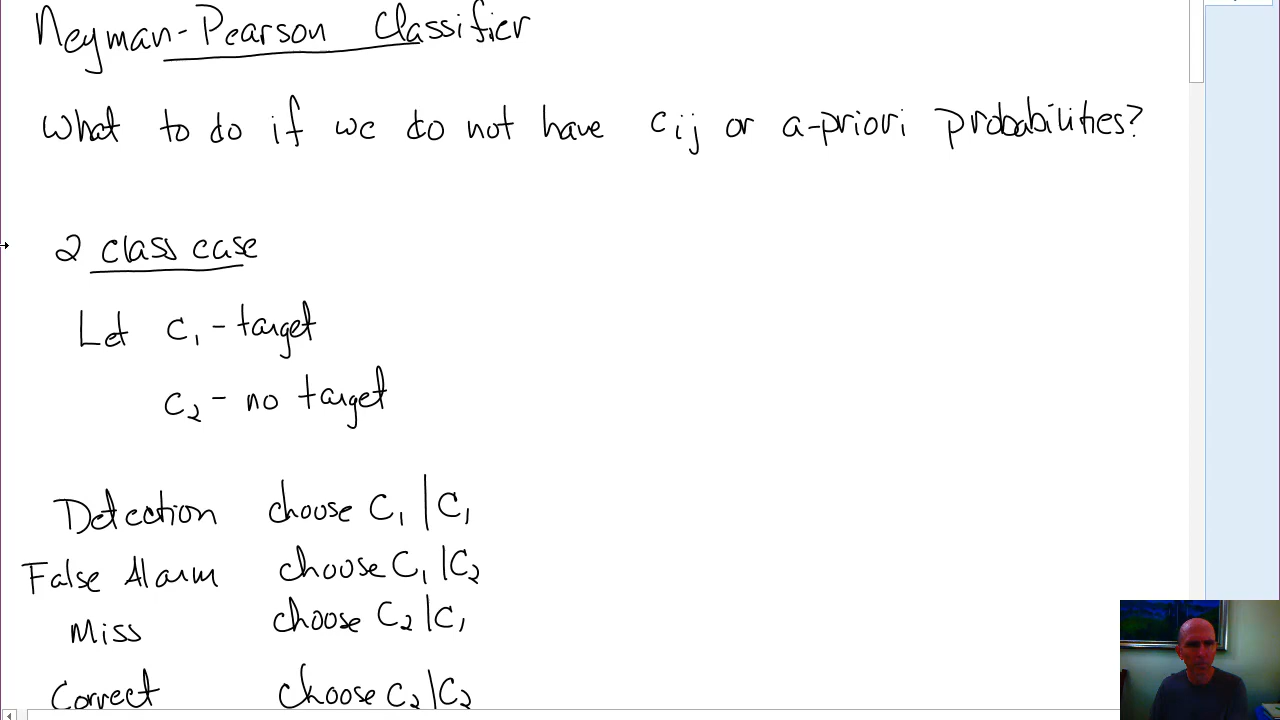 Neyman-Pearson Classifier
What to do if we do not have cij or a-priori probabilities?
2 class case
Let c1 - target
c2 - no target
Detection choose C1 | C1
False Alarm choose C1 | C2
Miss choose C2 | C1
Correct choose C2 | C2